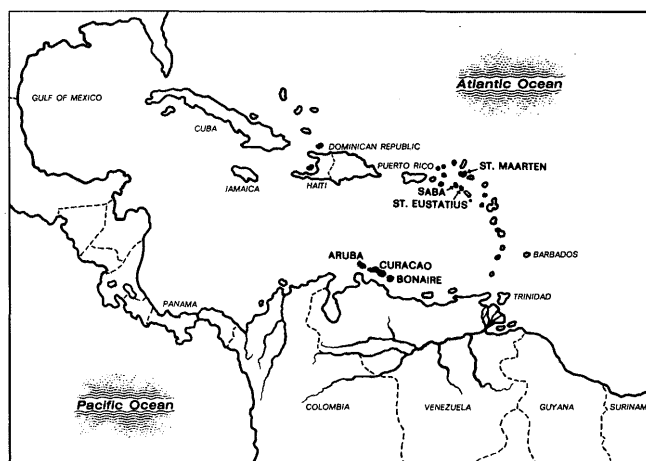 Atlantic Ocean
GULF OF MEXICO
CUBA
DOMINICAN REPUBLIC
PUERTO RICO
ST. MAARTEN
JAMAICA
HAITI
SABA
ST. EUSTATIUS
ARUBA
CURACAO
BONAIRE
BARBADOS
PANAMA
TRINIDAD
Pacific Ocean
COLOMBIA
VENEZUELA
GUYANA
SURINAM